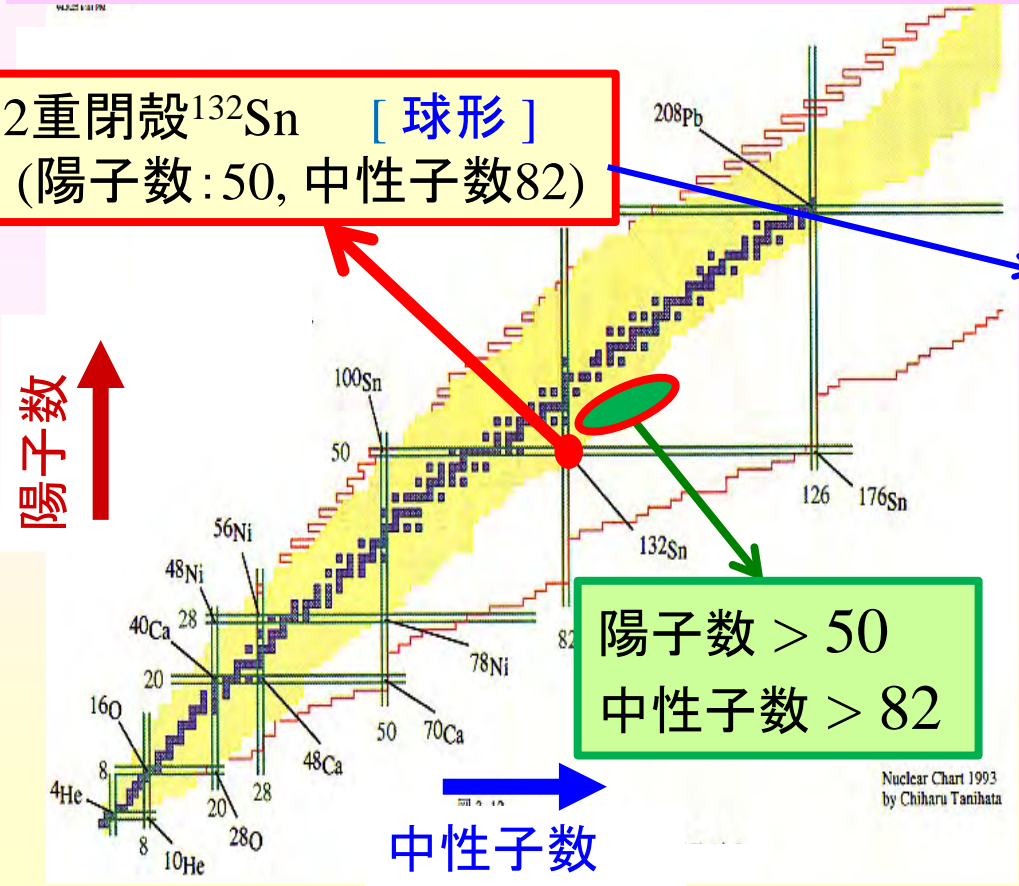 2重閉殻¹³²Sn [ 球形 ]
(陽子数:50, 中性子数82)
208Pb
陽子数
100Sn
50
126
176Sn
132Sn
56Ni
48Ni
28
82
40Ca
78Ni
20
16O
50
70Ca
48Ca
8
4He
20
28
8
10He
28O
陽子数 > 50
中性子数 > 82
Nuclear Chart 1993
by Chiharu Tanihata
中性子数